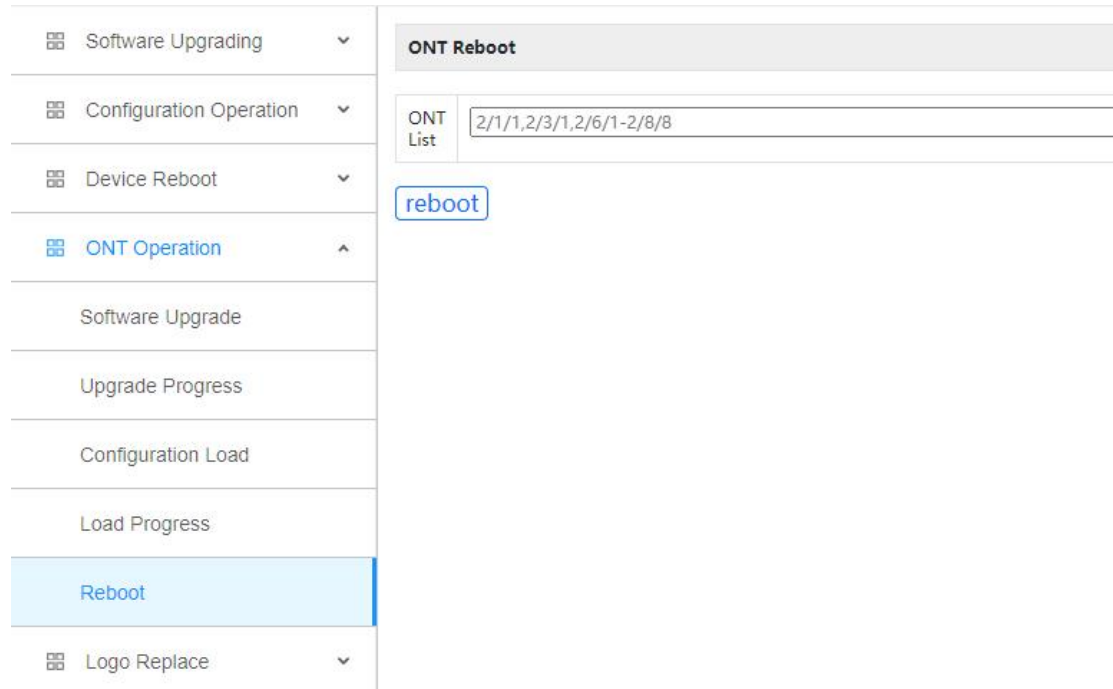 Software Upgrading
Configuration Operation
Device Reboot
ONT Operation
Software Upgrade
Upgrade Progress
Configuration Load
Load Progress
Reboot
Logo Replace
ONT Reboot
ONT
List
2/1/1,2/3/1,2/6/1-2/8/8
reboot